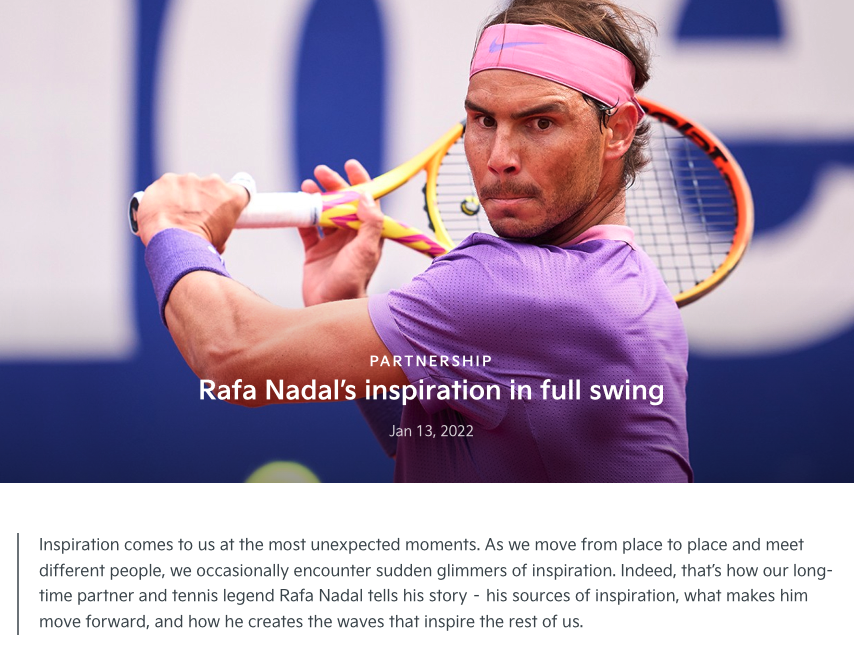 PARTNERSHIP
Rafa Nadal’s inspiration in full swing
Jan 13, 2022
Inspiration comes to us at the most unexpected moments. As we move from place to place and meet
different people, we occasionally encounter sudden glimmers of inspiration. Indeed, that’s how our long-
time partner and tennis legend Rafa Nadal tells his story - his sources of inspiration, what makes him
move forward, and how he creates the waves that inspire the rest of us.